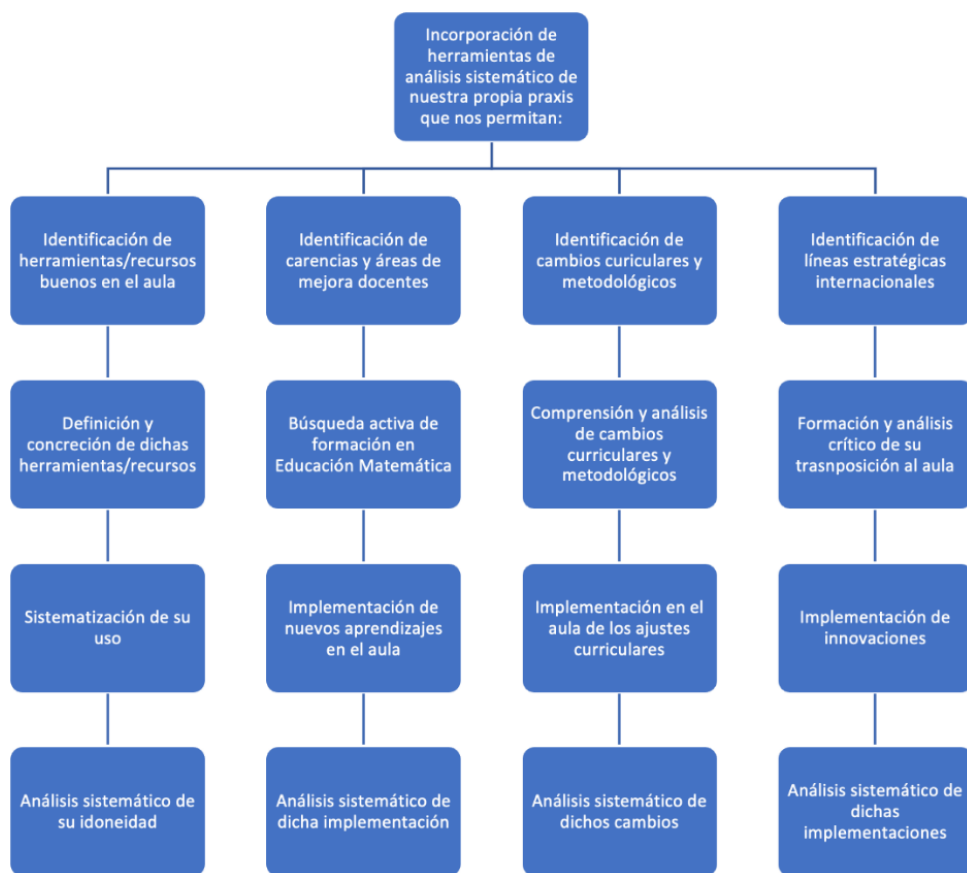 Incorporación de
herramientas de
análisis sistemático de
nuestra propia praxis
que nos permitan:
Identificación de
herramientas/recursos
buenos en el aula
Identificación de
carencias y áreas de
mejora docentes
Identificación de
cambios curiculares y
metodológicos
Identificación de
líneas estratégicas
internacionales
Definición y
concreción de dichas
herramientas/recursos
Búsqueda activa de
formación en
Educación Matemática
Comprensión y análisis
de cambios
curriculares y
metodológicos
Formación y análisis
crítico de su
trasnposición al aula
Sistematización de su
uso
Implementación de
nuevos aprendizajes
en el aula
Implementación en el
aula de los ajustes
curriculares
Implementación de
innovaciones
Análisis sistemático de
su idoneidad
Análisis sistemático de
dicha implementación
Análisis sistemático de
dichos cambios
Análisis sistemático de
dichas
implementaciones